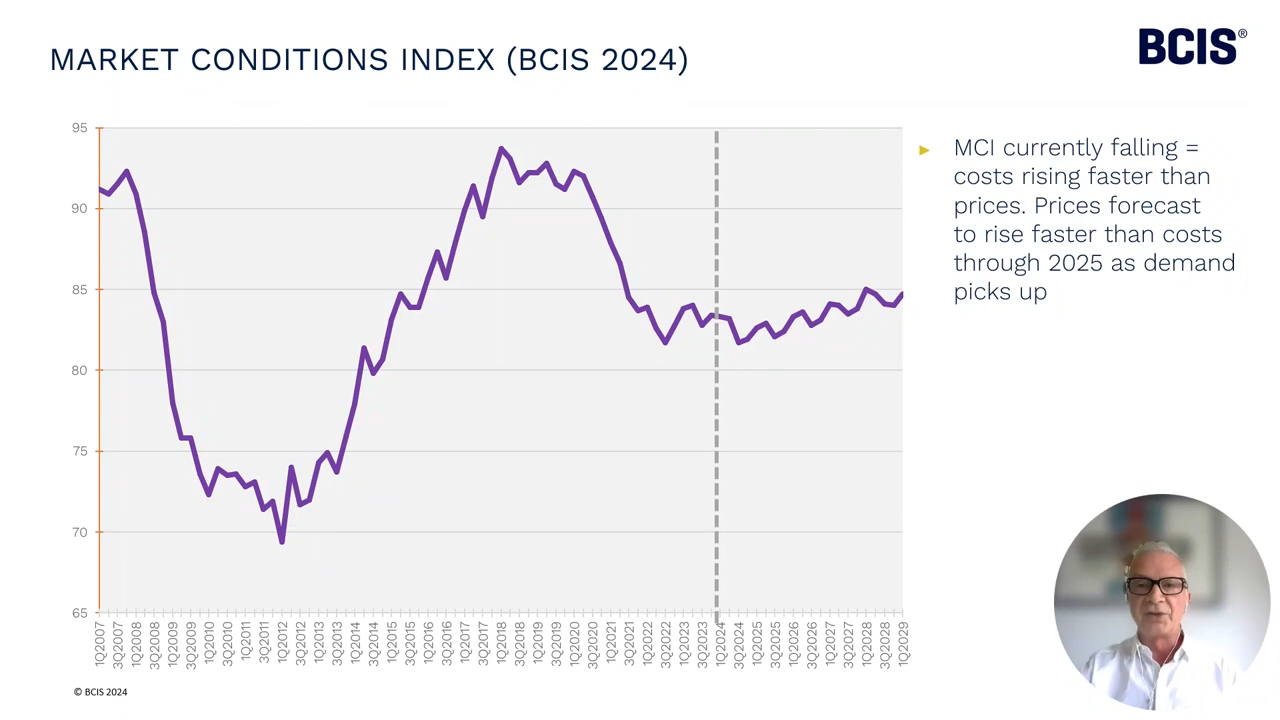 MARKET CONDITIONS INDEX (BCIS 2024)
BCIS®
95
90
85
80
75
70
65
1Q2007
3Q2007
1Q2008
3Q2008
1Q2009
3Q2009
1Q2010
3Q2010
1Q2011
3Q2011
1Q2012
3Q2012
1Q2013
3Q2013
1Q2014
3Q2014
1Q2015
3Q2015
1Q2016
3Q2016
1Q2017
3Q2017
1Q2018
3Q2018
1Q2019
3Q2019
1Q2020
3Q2020
1Q2021
3Q2021
1Q2022
3Q2022
1Q2023
3Q2023
1Q2024
3Q2024
1Q2025
3Q2025
1Q2026
3Q2026
1Q2027
3Q2027
1Q2028
3Q2028
1Q2029
► MCI currently falling =
costs rising faster than
prices. Prices forecast
to rise faster than costs
through 2025 as demand
picks up
© BCIS 2024